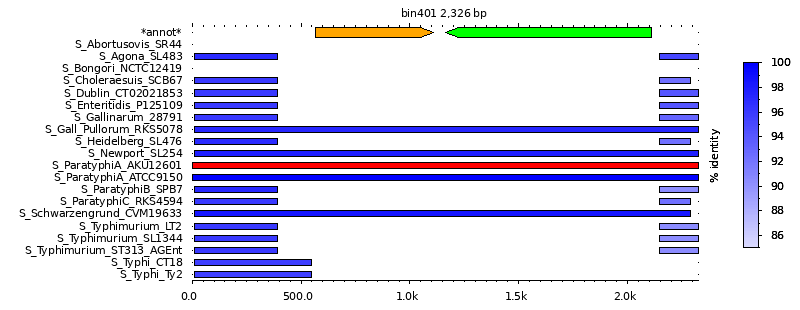 bin401 2,326 bp
*annot*
S_Abortusovis_SR44
S_Agona_SL483
S_Bongori_NCTC12419
S_Choleraesuis_SCB67
S_Dublin_CT02021853
S_Enteritidis_P125109
S_Gallinarum_28791
S_Gall_Pullorum_RKS5078
S_Heidelberg_SL476
S_Newport_SL254
S_ParatyphiA_AKU12601
S_ParatyphiA_ATCC9150
S_ParatyphiB_SPB7
S_ParatyphiC_RKS4594
S_Schwarzengrund_CVM19633
S_Typhimurium_LT2
S_Typhimurium_SL1344
S_Typhimurium_ST313_AGEnt
S_Typhi_CT18
S_Typhi_Ty2
0.0 500.0 1.0k 1.5k 2.0k
% identity
100
98
96
94
92
90
88
86